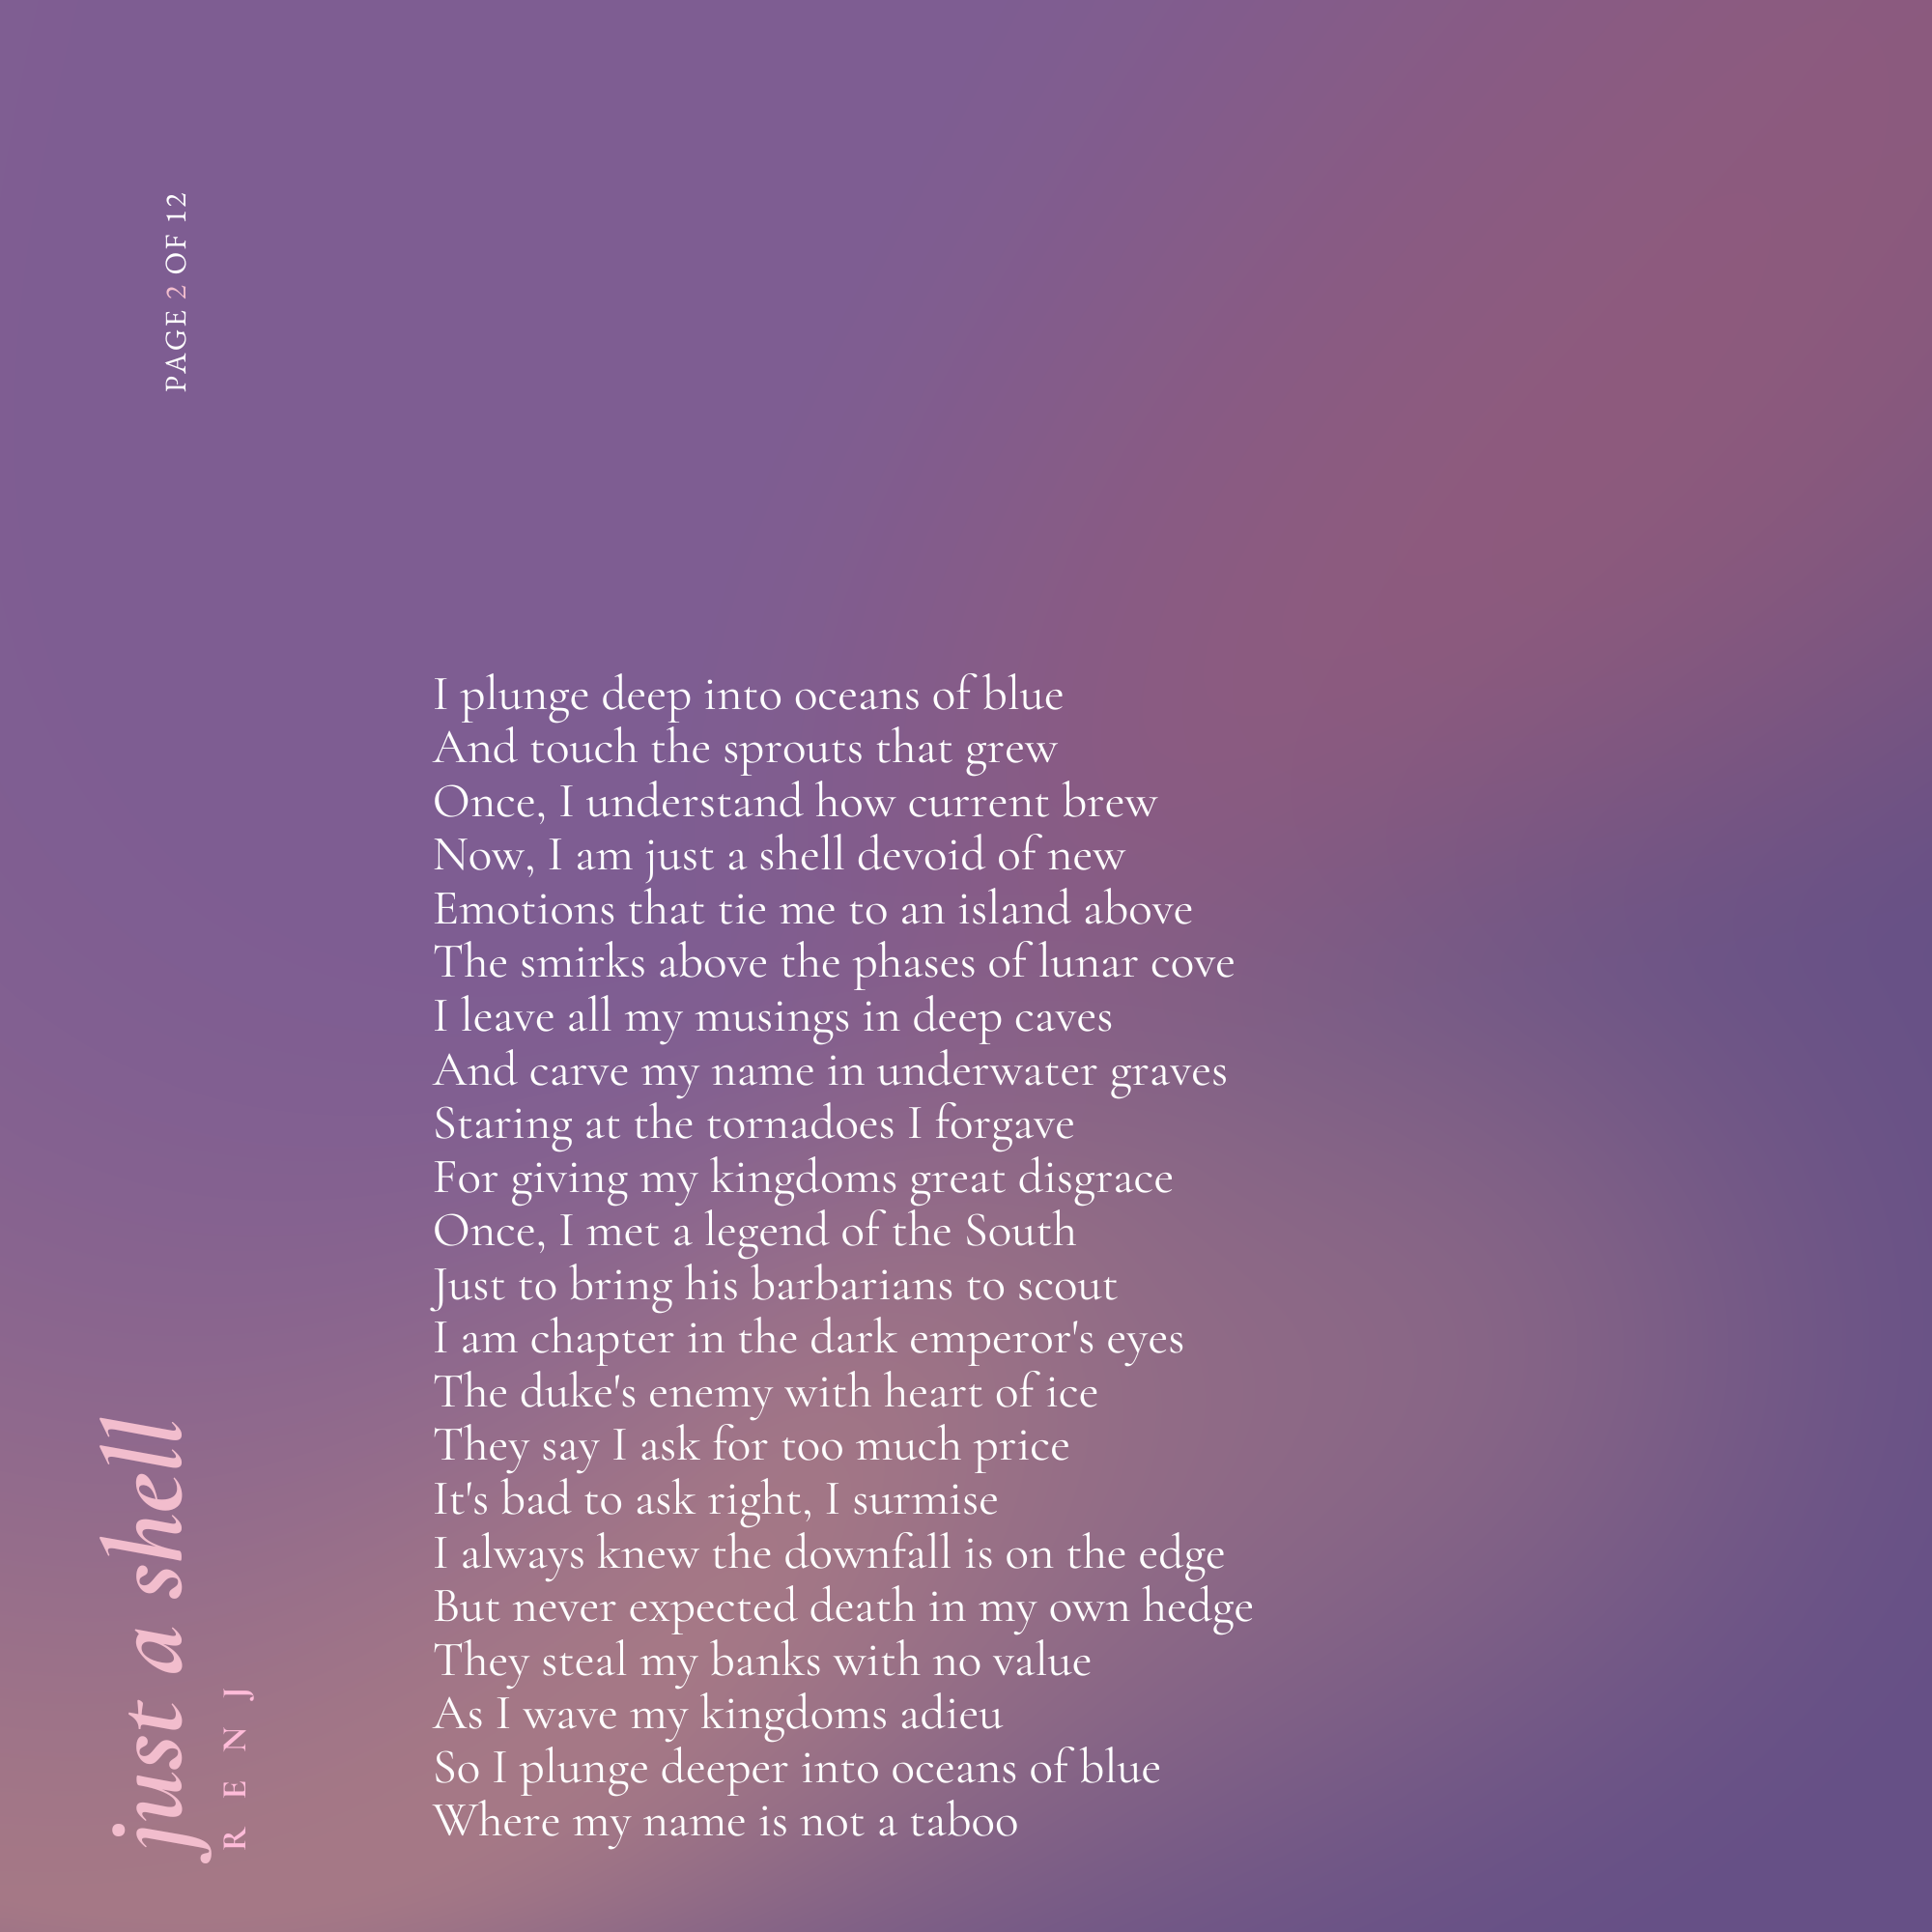 PAGE 2 OF 12
I plunge deep into oceans of blue
And touch the sprouts that grew
Once, I understand how current brew
Now, I am just a shell devoid of new
Emotions that tie me to an island above
The smirks above the phases of lunar cove
I leave all my musings in deep caves
And carve my name in underwater graves
Staring at the tornadoes I forgave
For giving my kingdoms great disgrace
Once, I met a legend of the South
Just to bring his barbarians to scout
I am chapter in the dark emperor's eyes
The duke's enemy with heart of ice
They say I ask for too much price
It's bad to ask right, I surmise
I always knew the downfall is on the edge
But never expected death in my own hedge
They steal my banks with no value
As I wave my kingdoms adieu
So I plunge deeper into oceans of blue
Where my name is not a taboo
just a shell
RENJ